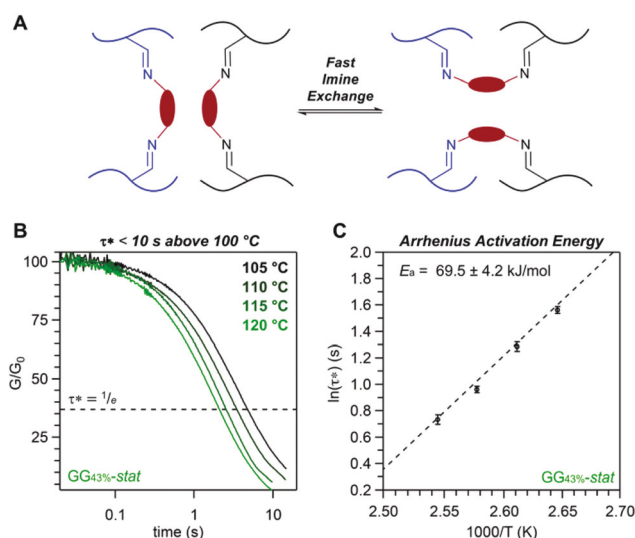 A
N
N
N
N
Fast
Imine
Exchange
N
N
N
N
B
τ* < 10 s above 100 °C
105 °C
110 °C
115 °C
120 °C
100
75
50
25
G/G0
τ* = 1/e
GG43%-stat
0.1
1
10
time (s)
C
Arrhenius Activation Energy
Ea = 69.5 ± 4.2 kJ/mol
2.0
1.8
1.6
1.4
1.2
1.0
0.8
0.6
0.4
0.2
ln(τ*) (s)
GG43%-stat
2.50
2.60
2.60
2.70
1000/T (K)